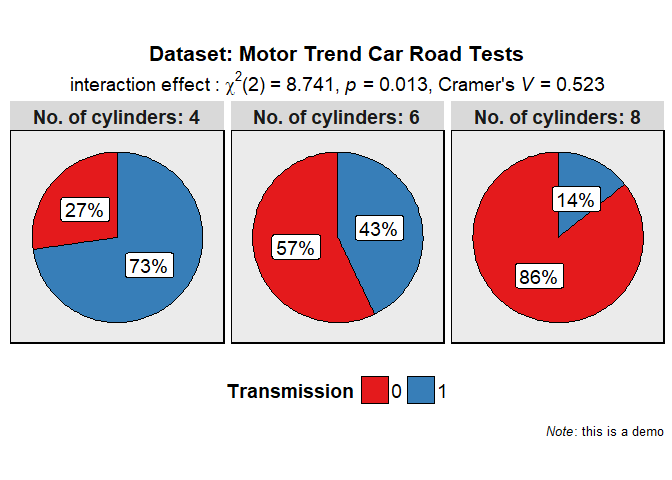 Dataset: Motor Trend Car Road Tests
interaction effect : χ²(2) = 8.741, p = 0.013, Cramer's V = 0.523
No. of cylinders: 4 No. of cylinders: 6 No. of cylinders: 8
27% 73% 57% 43% 14% 86%
Transmission 0 1
Note: this is a demo